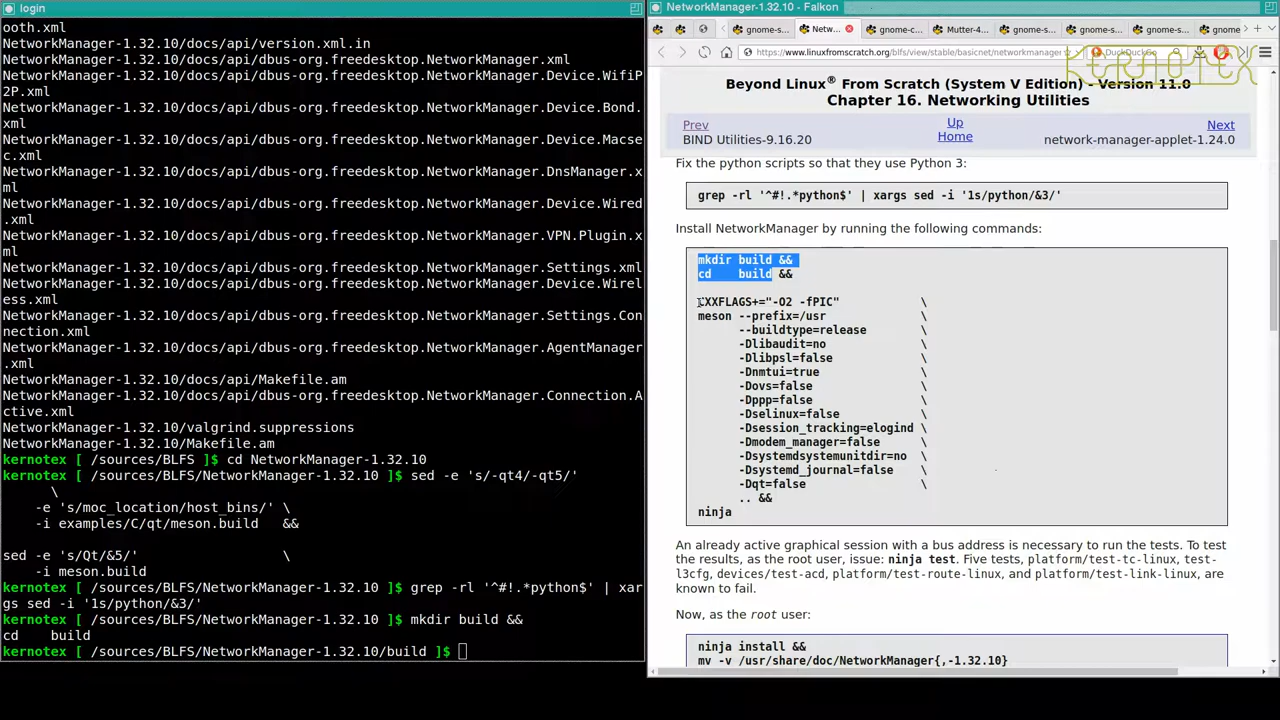 login
ooth.xml
NetworkManager-1.32.10/docs/api/version.xml.in
NetworkManager-1.32.10/docs/api/dbus-org.freedesktop.NetworkManager.xml
NetworkManager-1.32.10/docs/api/dbus-org.freedesktop.NetworkManager.Device.WifiP
2P.xml
NetworkManager-1.32.10/docs/api/dbus-org.freedesktop.NetworkManager.Device.Bond.
xml
NetworkManager-1.32.10/docs/api/dbus-org.freedesktop.NetworkManager.Device.Macse
c.xml
NetworkManager-1.32.10/docs/api/dbus-org.freedesktop.NetworkManager.DnsManager.x
ml
NetworkManager-1.32.10/docs/api/dbus-org.freedesktop.NetworkManager.Device.Wired
.xml
NetworkManager-1.32.10/docs/api/dbus-org.freedesktop.NetworkManager.VPN.Plugin.x
ml
NetworkManager-1.32.10/docs/api/dbus-org.freedesktop.NetworkManager.Settings.xml
NetworkManager-1.32.10/docs/api/dbus-org.freedesktop.NetworkManager.Device.Wirel
ess.xml
NetworkManager-1.32.10/docs/api/dbus-org.freedesktop.NetworkManager.Settings.Con
nection.xml
NetworkManager-1.32.10/docs/api/dbus-org.freedesktop.NetworkManager.AgentManager
.xml
NetworkManager-1.32.10/docs/api/Makefile.am
NetworkManager-1.32.10/docs/api/dbus-org.freedesktop.NetworkManager.Connection.A
ctive.xml
NetworkManager-1.32.10/valgrind.suppressions
NetworkManager-1.32.10/Makefile.am
kernotex [ /sources/BLFS ]$ cd NetworkManager-1.32.10
kernotex [ /sources/BLFS/NetworkManager-1.32.10 ]$ sed -e 's/-qt4/-qt5/'
\
-e 's/moc_location/host_bins/' \
-i examples/C/qt/meson.build &&
sed -e 's/Qt/&5/' \
-i meson.build
kernotex [ /sources/BLFS/NetworkManager-1.32.10 ]$ grep -rl '^#!.*python$' | xar
gs sed -i '1s/python/&3/'
kernotex [ /sources/BLFS/NetworkManager-1.32.10 ]$ mkdir build &&
cd build
kernotex [ /sources/BLFS/NetworkManager-1.32.10/build ]$
NetworkManager-1.32.10 - Falkon
gnome-s... Netw... gnome-c... Mutter-4... gnome-s... gnome-s... gnome-s... gnome
https://www.linuxfromscratch.org/blfs/view/stable/basicnet/networkmanager DuckDuckGo
KERNOTEX
Beyond Linux® From Scratch (System V Edition) - Version 11.0
Chapter 16. Networking Utilities
Prev Up Next
BIND Utilities-9.16.20 Home network-manager-applet-1.24.0
Fix the python scripts so that they use Python 3:
grep -rl '^#!.*python$' | xargs sed -i '1s/python/&3/'
Install NetworkManager by running the following commands:
mkdir build &&
cd build &&
CXXFLAGS+="-O2 -fPIC" \
meson --prefix=/usr \
--buildtype=release \
-Dlibaudit=no \
-Dlibpsl=false \
-Dnmtui=true \
-Dovs=false \
-Dppp=false \
-Dselinux=false \
-Dsession_tracking=elogind \
-Dmodem_manager=false \
-Dsystemdsystemunitdir=no \
-Dsystemd_journal=false \
-Dqt=false \
.. &&
ninja
An already active graphical session with a bus address is necessary to run the tests. To test
the results, as the root user, issue: ninja test. Five tests, platform/test-tc-linux, test-
l3cfg, devices/test-acd, platform/test-route-linux, and platform/test-link-linux, are
known to fail.
Now, as the root user:
ninja install &&
mv -v /usr/share/doc/NetworkManager{,-1.32.10}